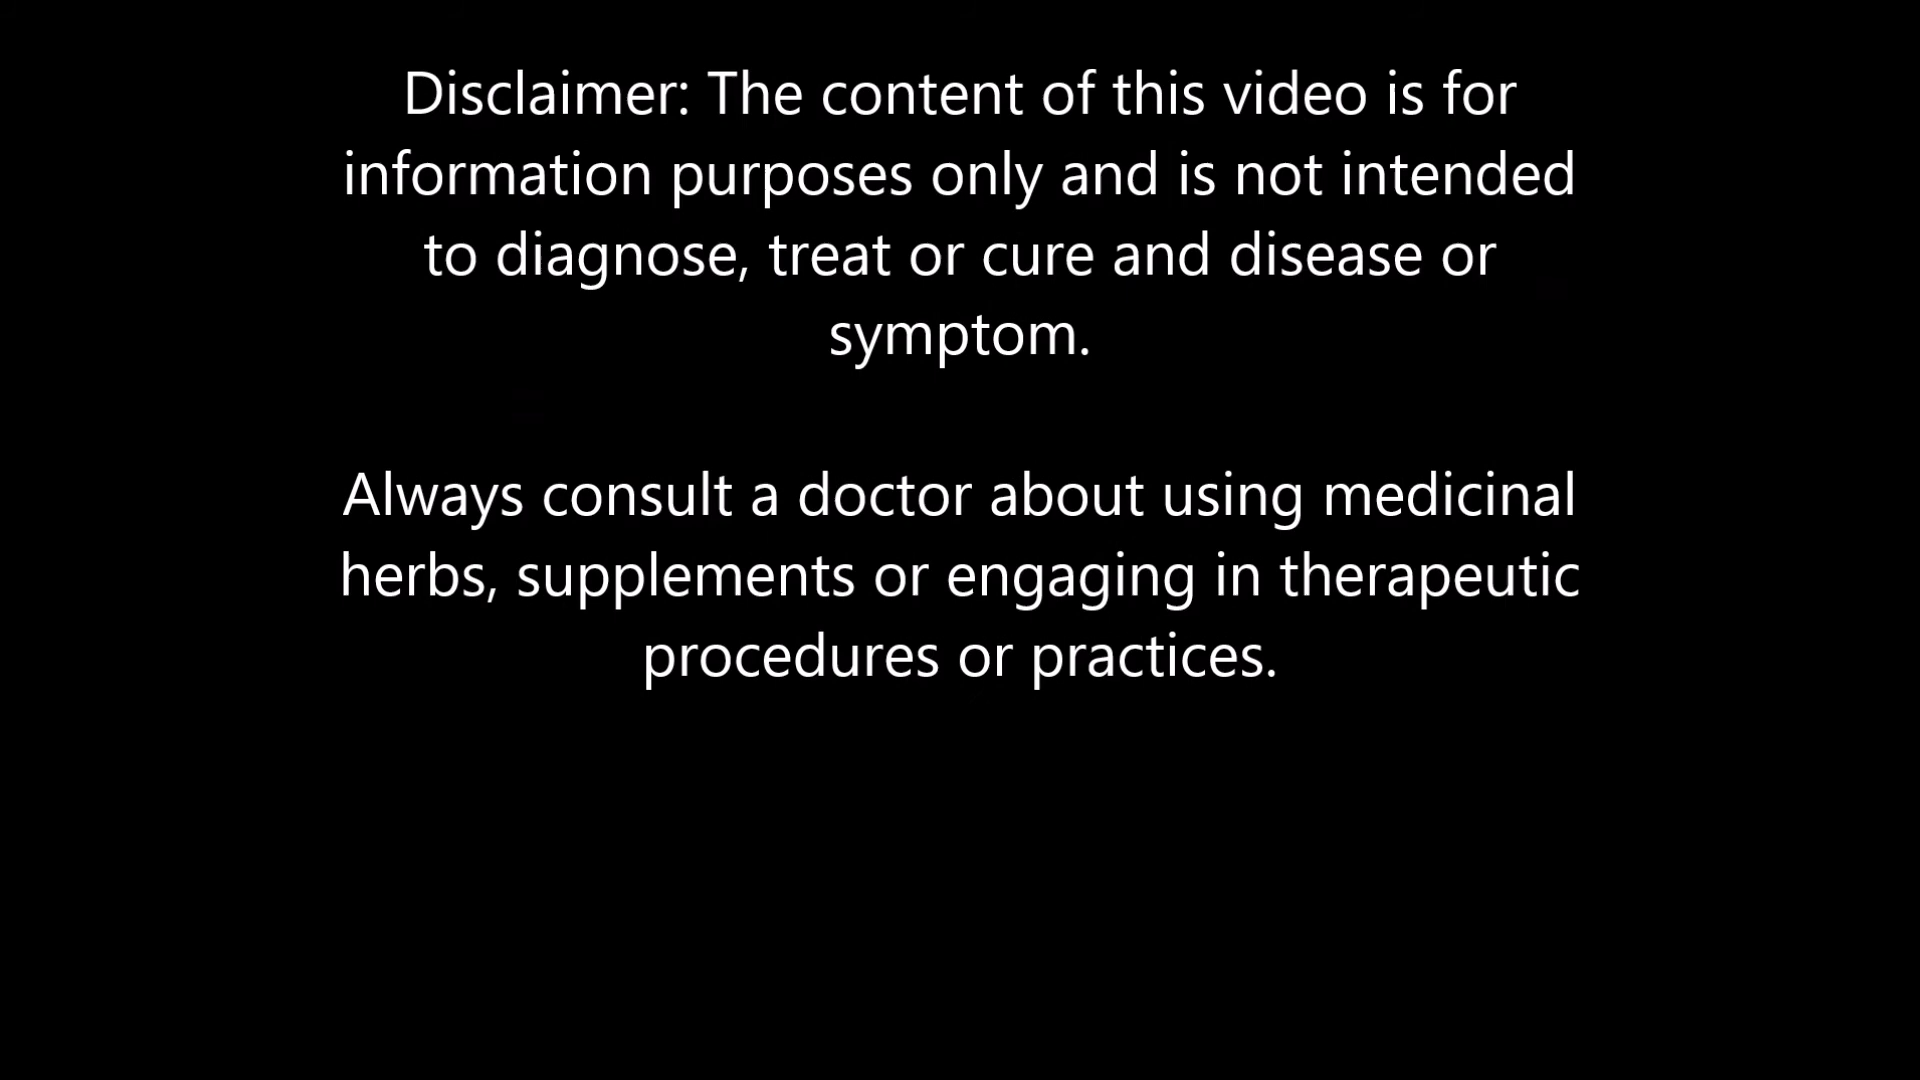 Disclaimer: The content of this video is for
information purposes only and is not intended
to diagnose, treat or cure and disease or
symptom.
Always consult a doctor about using medicinal
herbs, supplements or engaging in therapeutic
procedures or practices.